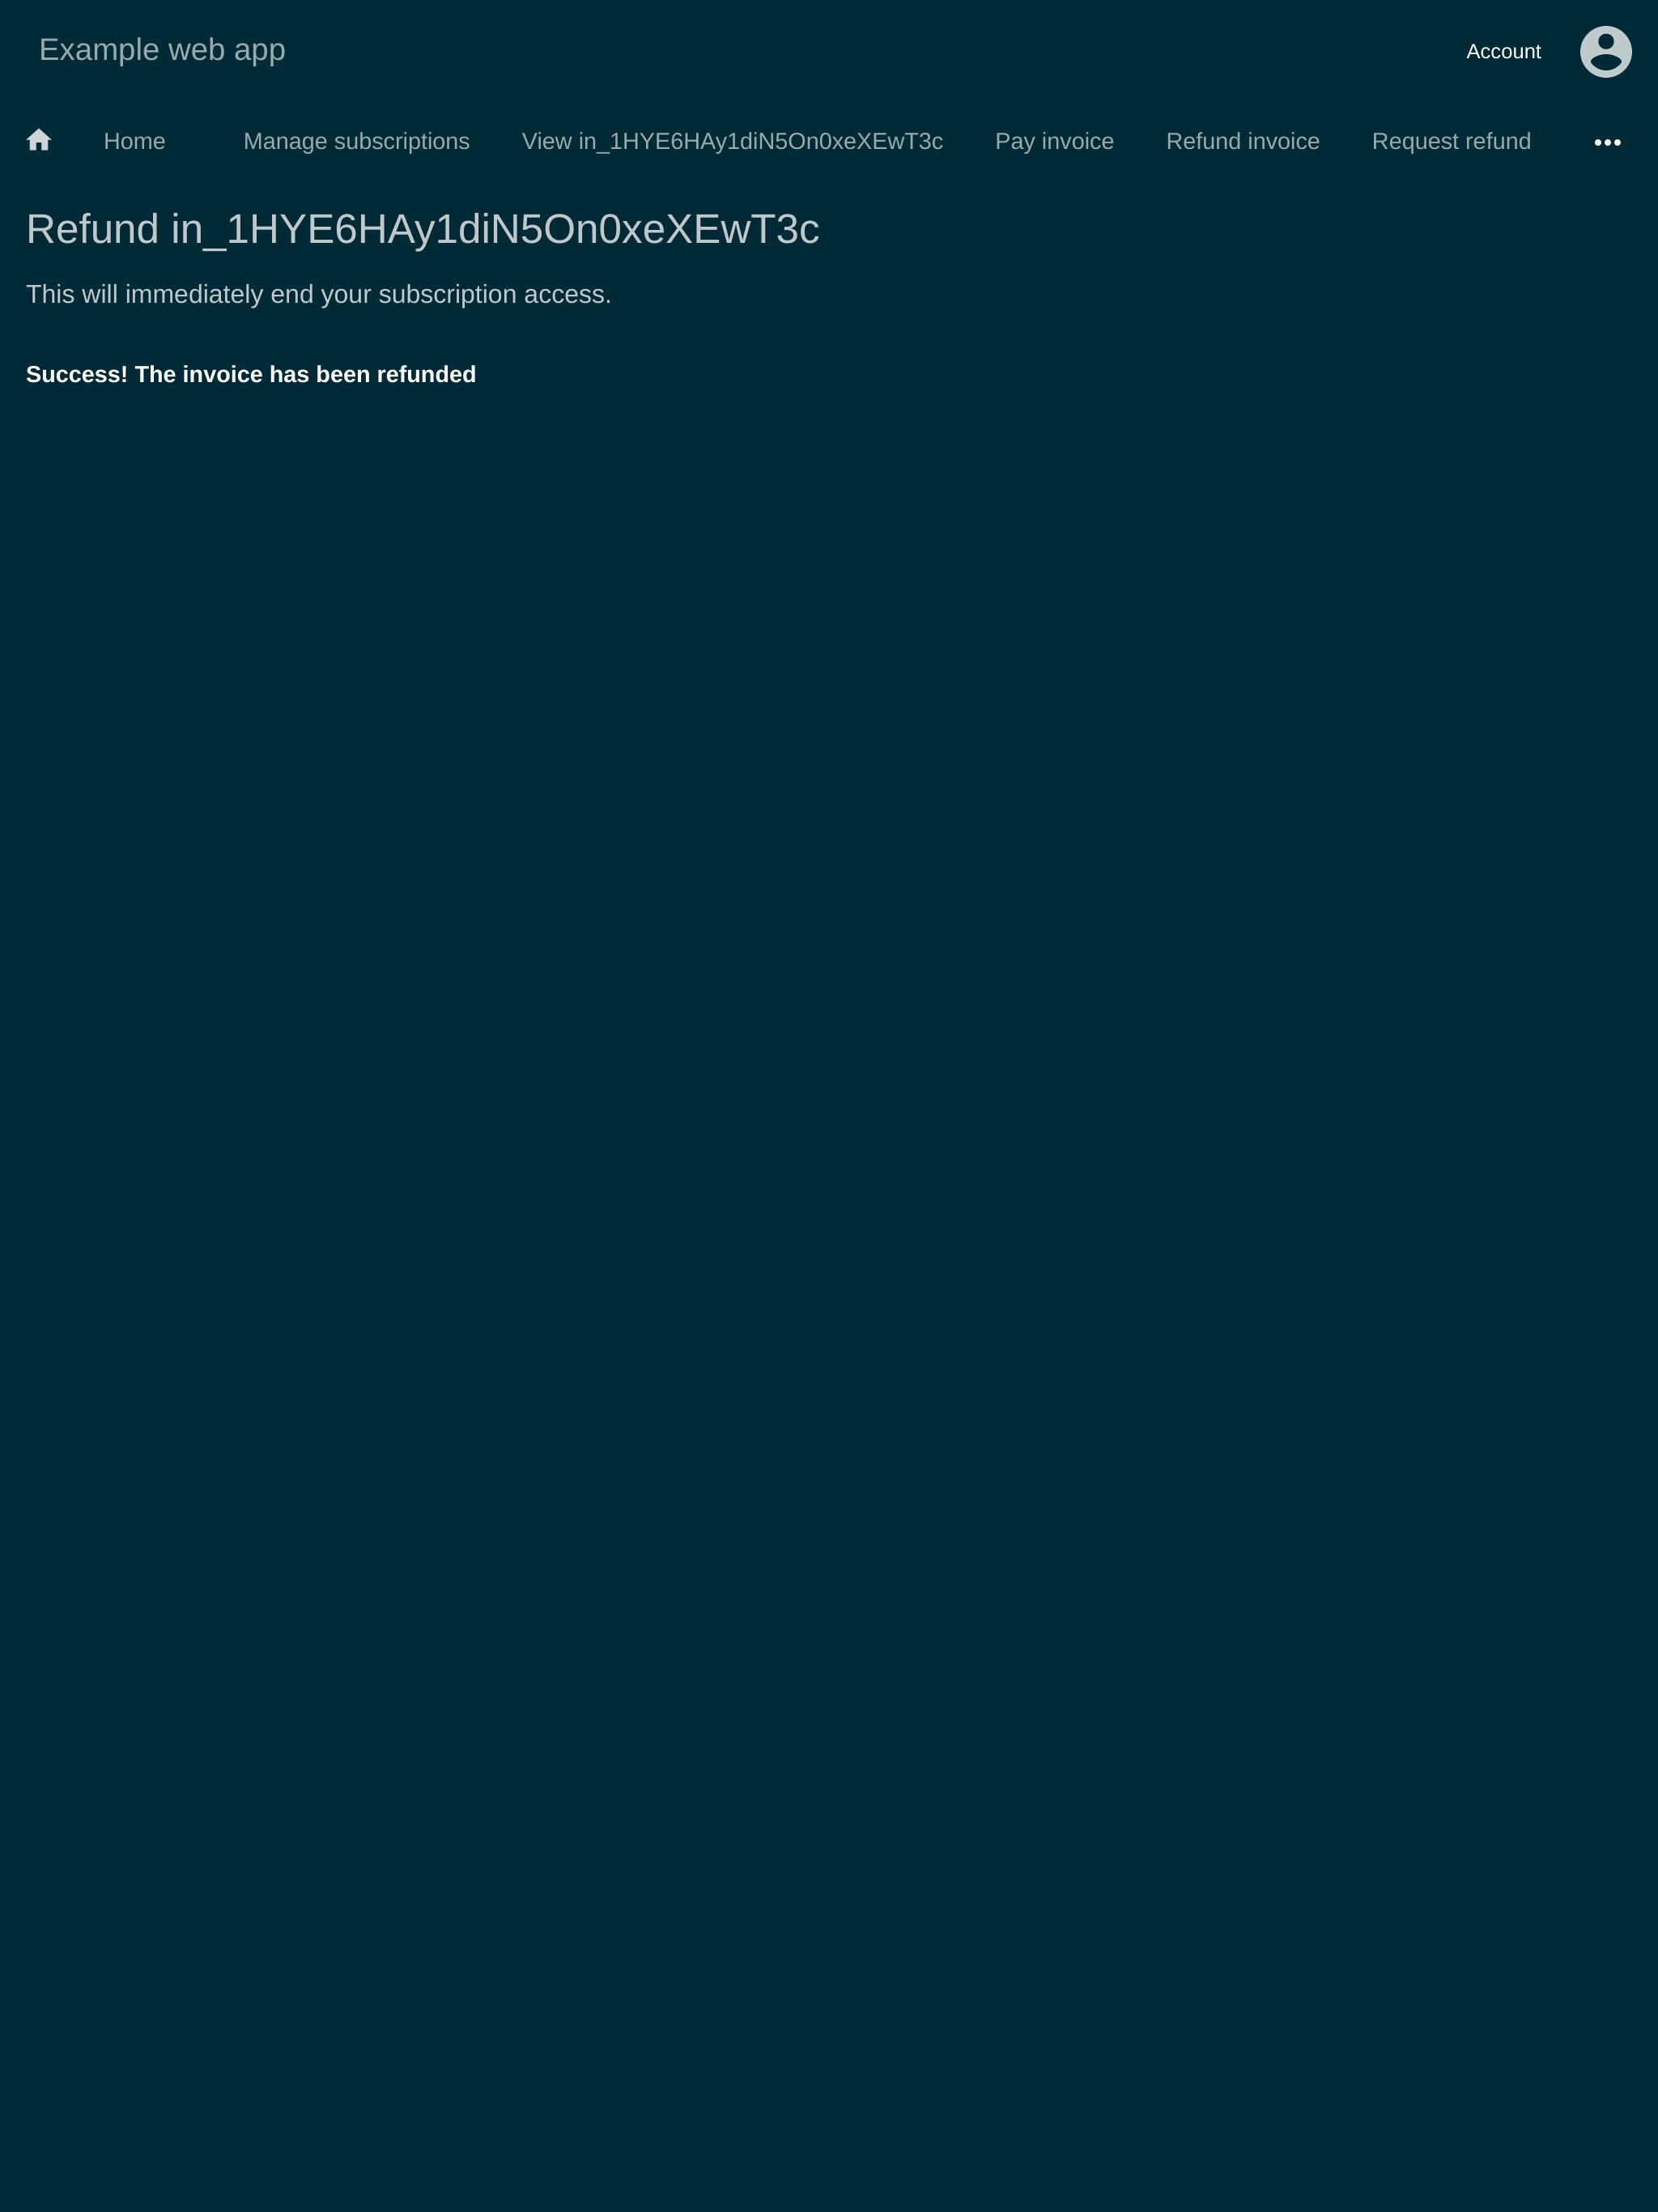 Example web app
Account
Home
Manage subscriptions
View in_1HYE6HAy1diN5On0xeXEwT3c
Pay invoice
Refund invoice
Request refund
Refund in_1HYE6HAy1diN5On0xeXEwT3c
This will immediately end your subscription access.
Success! The invoice has been refunded